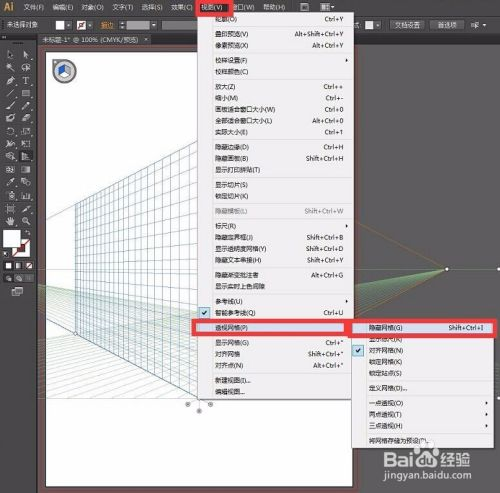 Ai 文件(F) 编辑(E) 对象(O) 文字(T) 选择(S) 效果(C) 视图(V) 窗口(W) 帮助(H)
未选择对象 描边: 文档设置 首选项
未标题-1* @ 100% (CMYK/预览)
轮廓(O) Ctrl+Y
叠印预览(V) Alt+Shift+Ctrl+Y
像素预览(X) Alt+Ctrl+Y
校样设置(F)
校样颜色(C)
放大(Z) Ctrl++
缩小(M) Ctrl+-
画板适合窗口大小(W) Ctrl+0
全部适合窗口大小(L) Alt+Ctrl+0
实际大小(E) Ctrl+1
隐藏边缘(D) Ctrl+H
隐藏画板(B) Shift+Ctrl+H
显示打印拼贴(T)
显示切片(S)
锁定切片(K)
隐藏模板(L) Shift+Ctrl+W
标尺(R)
隐藏定界框(J) Shift+Ctrl+B
显示透明度网格(Y) Shift+Ctrl+D
隐藏文本串接(H) Shift+Ctrl+Y
隐藏渐变批注者 Alt+Ctrl+G
显示实时上色间隙
参考线(U)
智能参考线(Q) Ctrl+U
透视网格(P)
显示网格(G) Ctrl+"
对齐网格 Shift+Ctrl+"
对齐点(N) Alt+Ctrl+"
新建视图(I)...
编辑视图...
隐藏网格(G) Shift+Ctrl+I
显示标尺(R)
对齐网格(N)
锁定网格(K)
锁定站点(S)
定义网格(D)...
一点透视(O)
两点透视(T)
三点透视(H)
将网格存储为预设(P)...
Baidu经验
jingyan.baidu.com